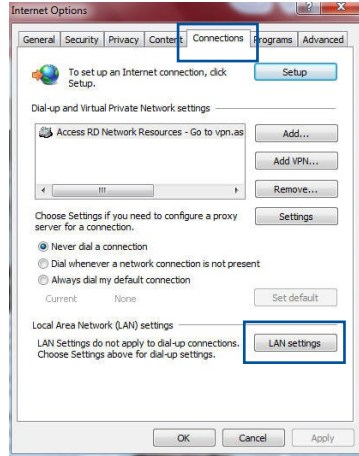 Internet Options
General Security Privacy Content Connections Programs Advanced
To set up an Internet connection, click
Setup.
Setup
Dial-up and Virtual Private Network settings
Access RD Network Resources - Go to vpn.as
Add...
Add VPN...
Remove...
Choose Settings if you need to configure a proxy
server for a connection.
Settings
Never dial a connection
Dial whenever a network connection is not present
Always dial my default connection
Current None
Set default
Local Area Network (LAN) settings
LAN Settings do not apply to dial-up connections.
Choose Settings above for dial-up settings.
LAN settings
OK Cancel Apply